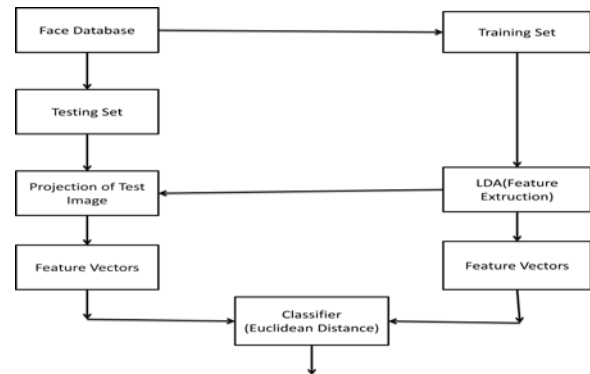 Face Database
Training Set
Testing Set
Projection of Test
Image
LDA(Feature
Extraction)
Feature Vectors
Feature Vectors
Classifier
(Euclidean Distance)